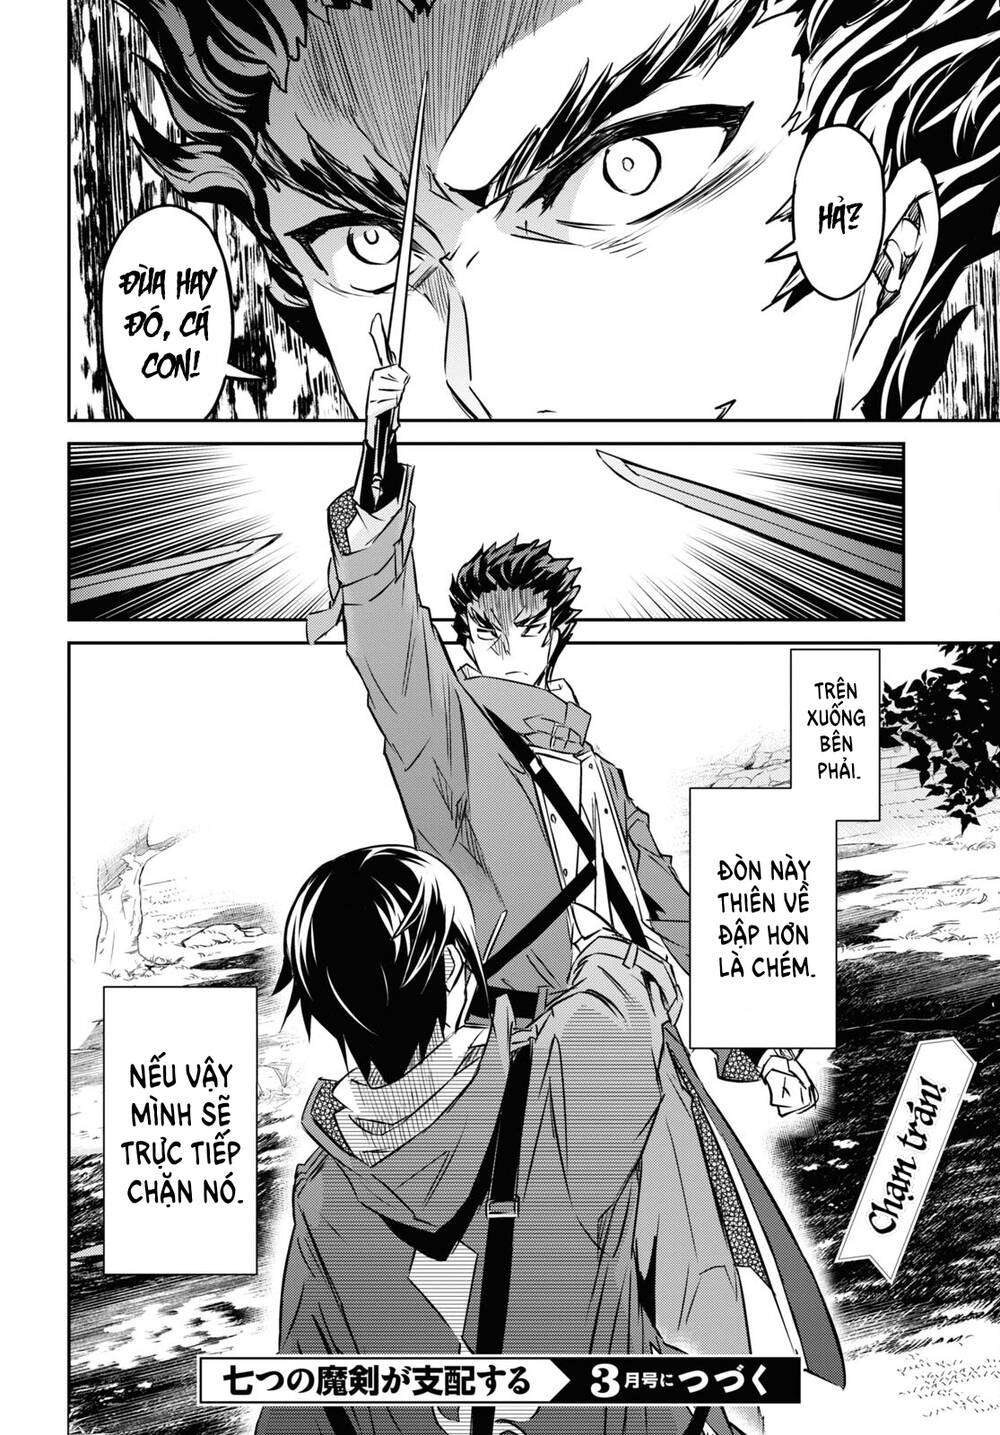 HẢ?
ĐÙA HAY
ĐÓ, CÁ
CON!
TRÊN
XUỐNG
BÊN
PHẢI.
ĐÒN NÀY
THIÊN VỀ
ĐẬP HƠN
LÀ CHÉM.
NẾU VẬY
MÌNH SẼ
TRỰC TIẾP
CHẶN NÓ.
Chạm trán!
七つの魔剣が支配する 3月号につづく